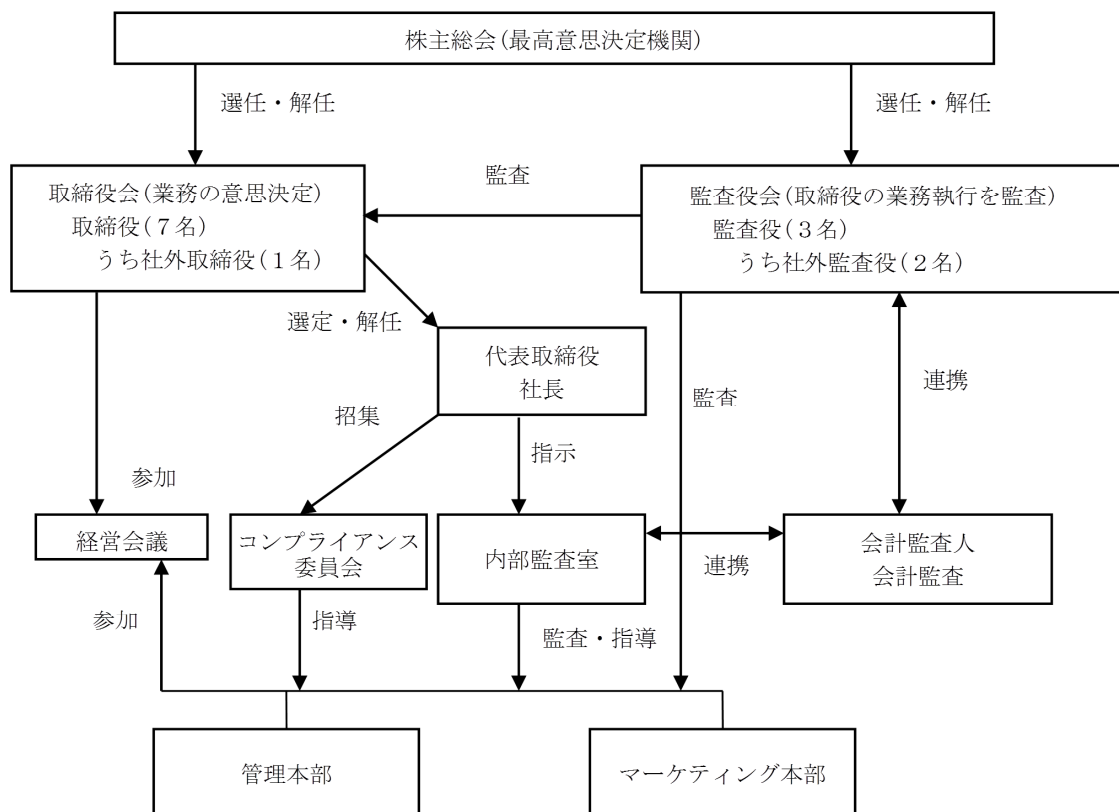 株主総会(最高意思決定機関)
選任・解任
選任・解任
取締役会(業務の意思決定)
取締役(7名)
うち社外取締役(1名)
監査
監査役会(取締役の業務執行を監査)
監査役(3名)
うち社外監査役(2名)
選定・解任
代表取締役
社長
招集
監査
連携
指示
参加
経営会議
コンプライアンス
委員会
内部監査室
連携
会計監査人
会計監査
参加
指導
監査・指導
管理本部
マーケティング本部